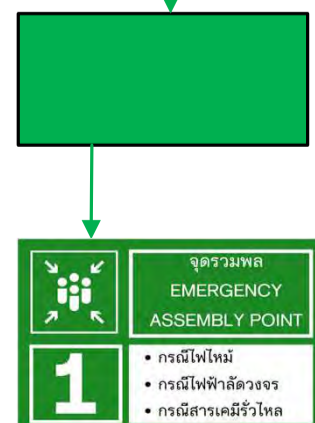 จุดรวมพล
EMERGENCY
ASSEMBLY POINT
1
• กรณีไฟไหม้
• กรณีไฟฟ้าลัดวงจร
• กรณีสารเคมีรั่วไหล